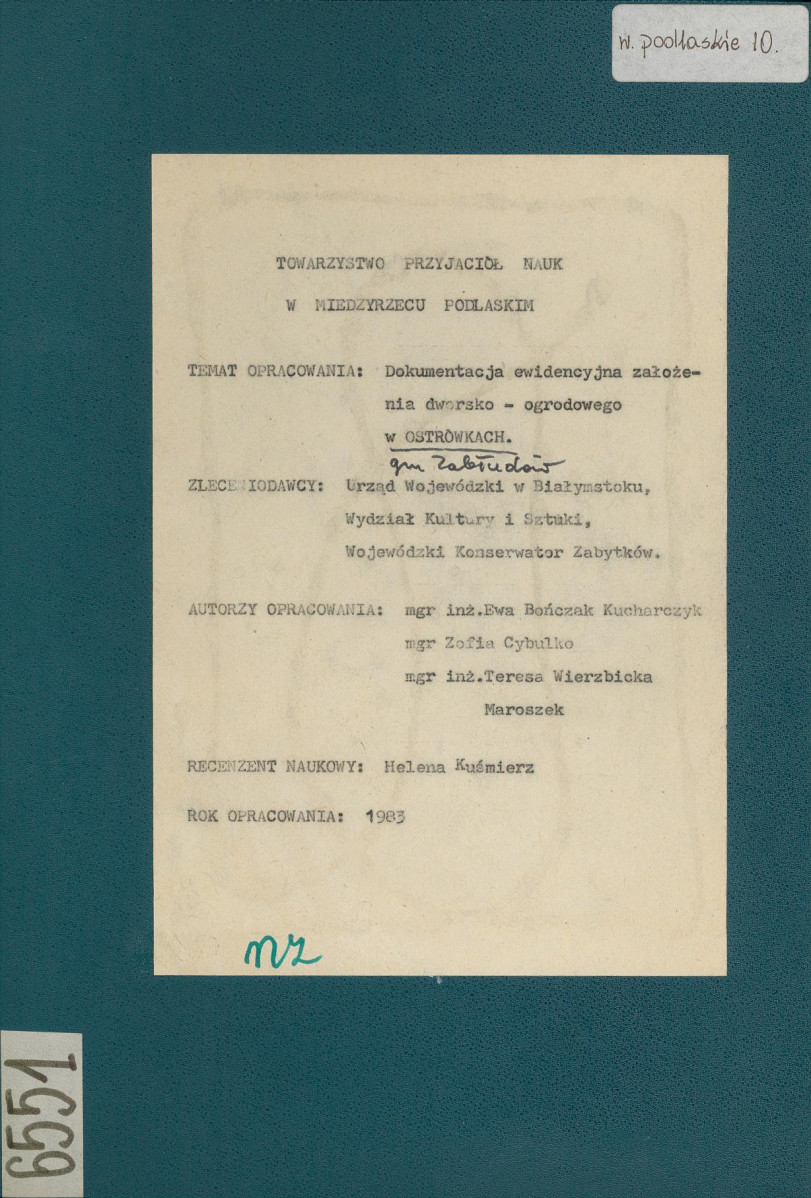 w. podlaskie 10.
TOWARZYSTWO PRZYJACIÓŁ NAUK
W MIEDZYRZECU PODLASKIM
TEMAT OPRACOWANIA: Dokumentacja ewidencyjna założe-
nia dworsko - ogrodowego
w OSTRÓWKACH.
gm Zabłudów
ZLECENIODAWCY: Urząd Wojewódzki w Białymstoku,
Wydział Kultury i Sztuki,
Wojewódzki Konserwator Zabytków.
AUTORZY OPRACOWANIA: mgr inż.Ewa Bończak Kucharczyk
mgr Zofia Cybulko
mgr inż.Teresa Wierzbicka
Maroszek
RECENZENT NAUKOWY: Helena Kuśmierz
ROK OPRACOWANIA: 1983
nz
6551